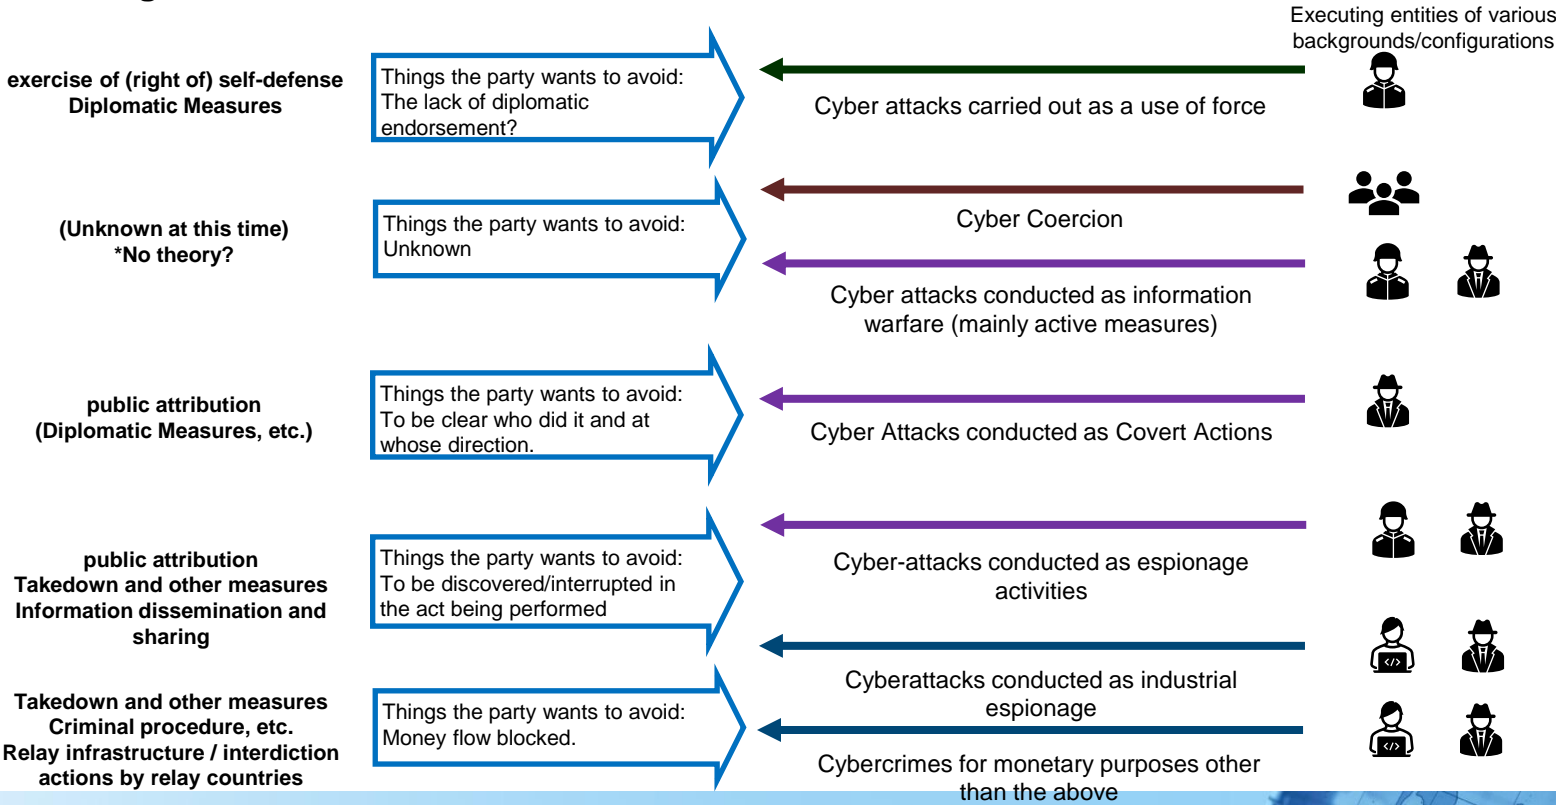 Executing entities of various
backgrounds/configurations
exercise of (right of) self-defense
Diplomatic Measures
Things the party wants to avoid:
The lack of diplomatic
endorsement?
Cyber attacks carried out as a use of force
(Unknown at this time)
*No theory?
Things the party wants to avoid:
Unknown
Cyber Coercion
Cyber attacks conducted as information
warfare (mainly active measures)
public attribution
(Diplomatic Measures, etc.)
Things the party wants to avoid:
To be clear who did it and at
whose direction.
Cyber Attacks conducted as Covert Actions
public attribution
Takedown and other measures
Information dissemination and
sharing
Things the party wants to avoid:
To be discovered/interrupted in
the act being performed
Cyber-attacks conducted as espionage
activities
Cyberattacks conducted as industrial
espionage
Takedown and other measures
Criminal procedure, etc.
Relay infrastructure / interdiction
actions by relay countries
Things the party wants to avoid:
Money flow blocked.
Cybercrimes for monetary purposes other
than the above